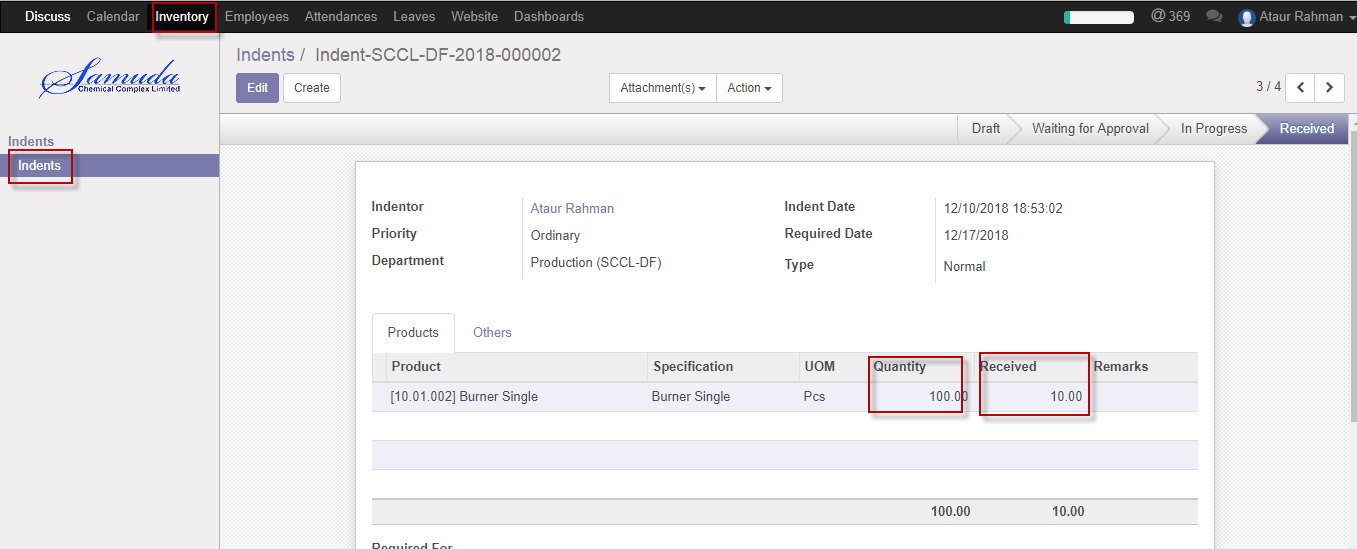 Discuss Calendar Inventory Employees Attendances Leaves Website Dashboards @ 369 Ataur Rahman
Samuda
Chemical Complex Limited
Indents / Indent-SCCL-DF-2018-000002
Edit Create Attachment(s) Action 3 / 4
Indents
Indents
Draft Waiting for Approval In Progress Received
Indentor Ataur Rahman Indent Date 12/10/2018 18:53:02
Priority Ordinary Required Date 12/17/2018
Department Production (SCCL-DF) Type Normal
Products Others
Product Specification UOM Quantity Received Remarks
[10.01.002] Burner Single Burner Single Pcs 100.00 10.00
100.00 10.00
Required For